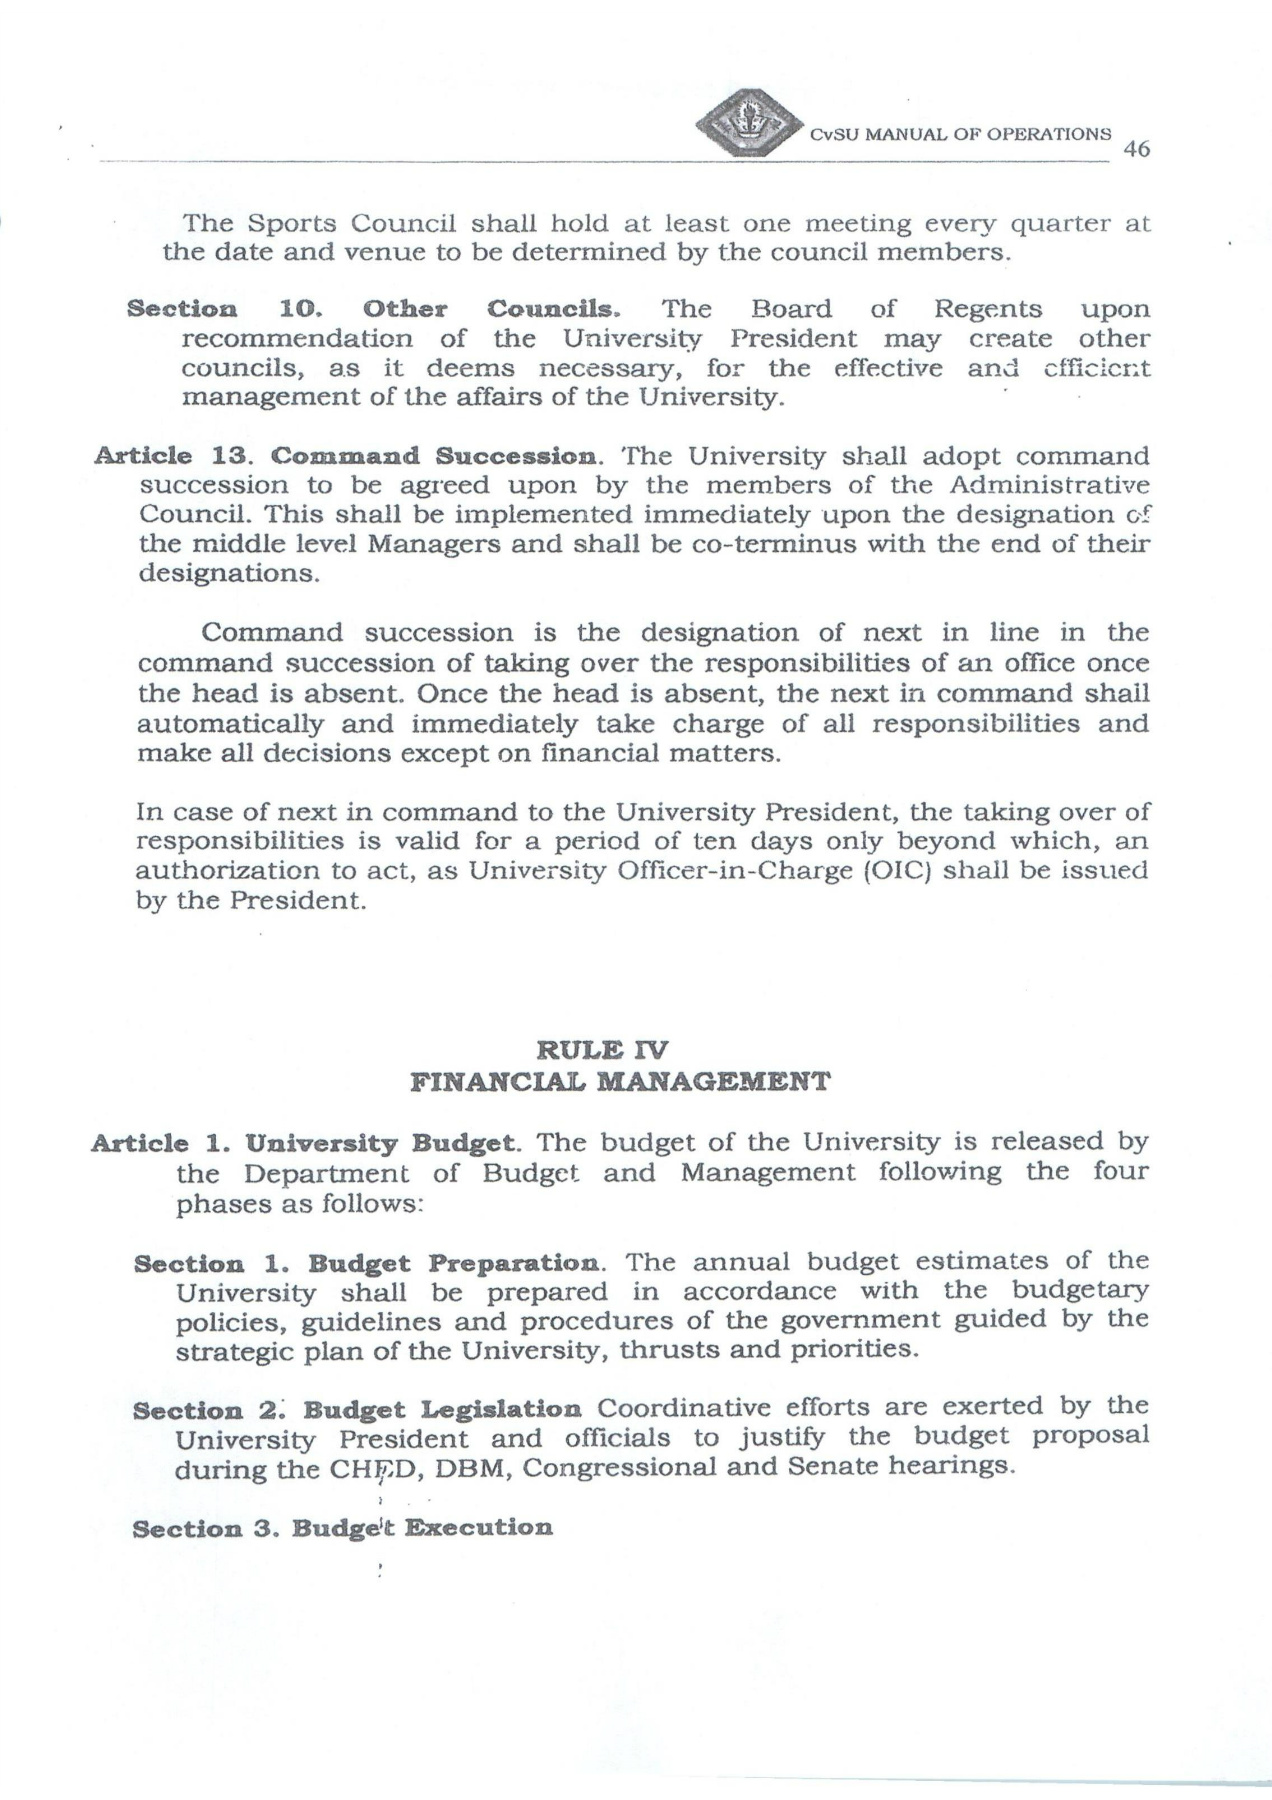 CvSU MANUAL OF OPERATIONS
46
The Sports Council shall hold at least one meeting every quarter at
the date and venue to be determined by the council members.
Section 10. Other Councils. The Board of Regents upon
recommendation of the University President may create other
councils, as it deems necessary, for the effective and efficient
management of the affairs of the University.
Article 13. Command Succession. The University shall adopt command
succession to be agreed upon by the members of the Administrative
Council. This shall be implemented immediately upon the designation of
the middle level Managers and shall be co-terminus with the end of their
designations.
Command succession is the designation of next in line in the
command succession of taking over the responsibilities of an office once
the head is absent. Once the head is absent, the next in command shall
automatically and immediately take charge of all responsibilities and
make all decisions except on financial matters.
In case of next in command to the University President, the taking over of
responsibilities is valid for a period of ten days only beyond which, an
authorization to act, as University Officer-in-Charge (OIC) shall be issued
by the President.
RULE IV
FINANCIAL MANAGEMENT
Article 1. University Budget. The budget of the University is released by
the Department of Budget and Management following the four
phases as follows:
Section 1. Budget Preparation. The annual budget estimates of the
University shall be prepared in accordance with the budgetary
policies, guidelines and procedures of the government guided by the
strategic plan of the University, thrusts and priorities.
Section 2. Budget Legislation Coordinative efforts are exerted by the
University President and officials to justify the budget proposal
during the CHED, DBM, Congressional and Senate hearings.
Section 3. Budget Execution